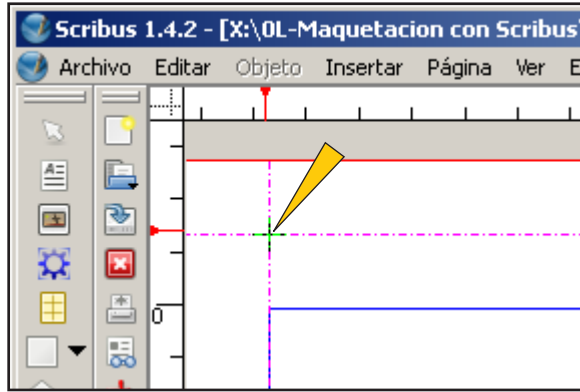 Scribus 1.4.2 - [X:\0L-Maquetacion con Scribus\
Archivo Editar Objeto Insertar Página Ver E
0